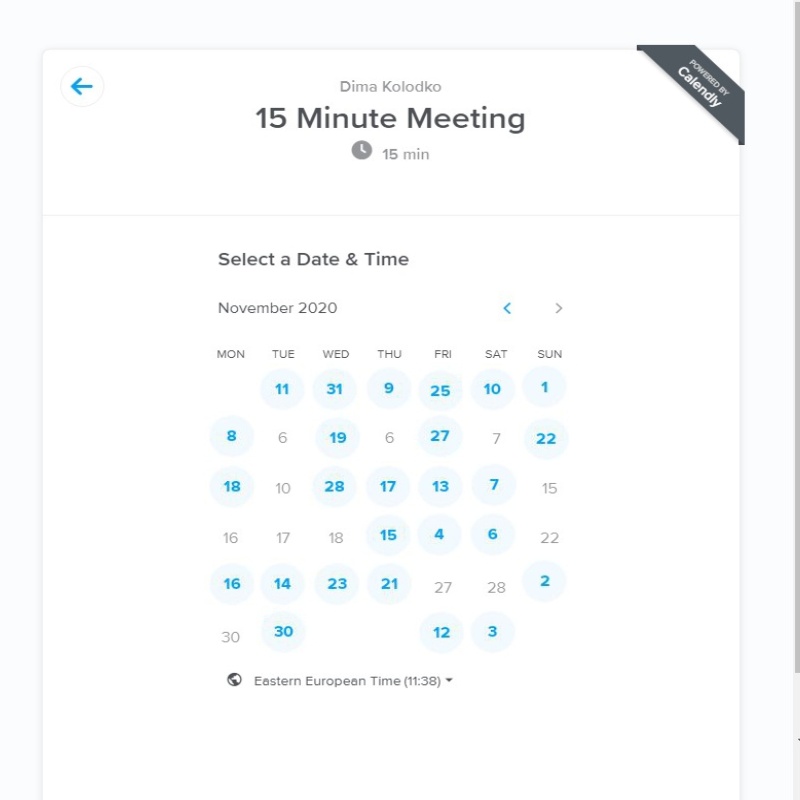 POWERED BY
Calendly
Dima Kolodko
15 Minute Meeting
15 min
Select a Date & Time
November 2020
MON TUE WED THU FRI SAT SUN
11 31 9 25 10 1
8 6 19 6 27 7 22
18 10 28 17 13 7 15
16 17 18 15 4 6 22
16 14 23 21 27 28 2
30 30 12 3
Eastern European Time (11:38)